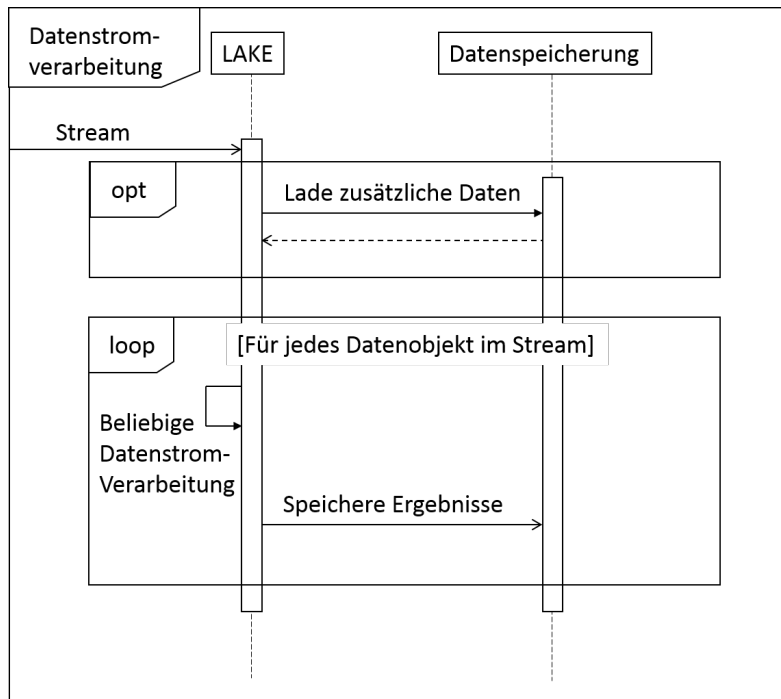 Datenstrom-
verarbeitung
LAKE
Datenspeicherung
Stream
opt
Lade zusätzliche Daten
loop
[Für jedes Datenobjekt im Stream]
Beliebige
Datenstrom-
Verarbeitung
Speichere Ergebnisse